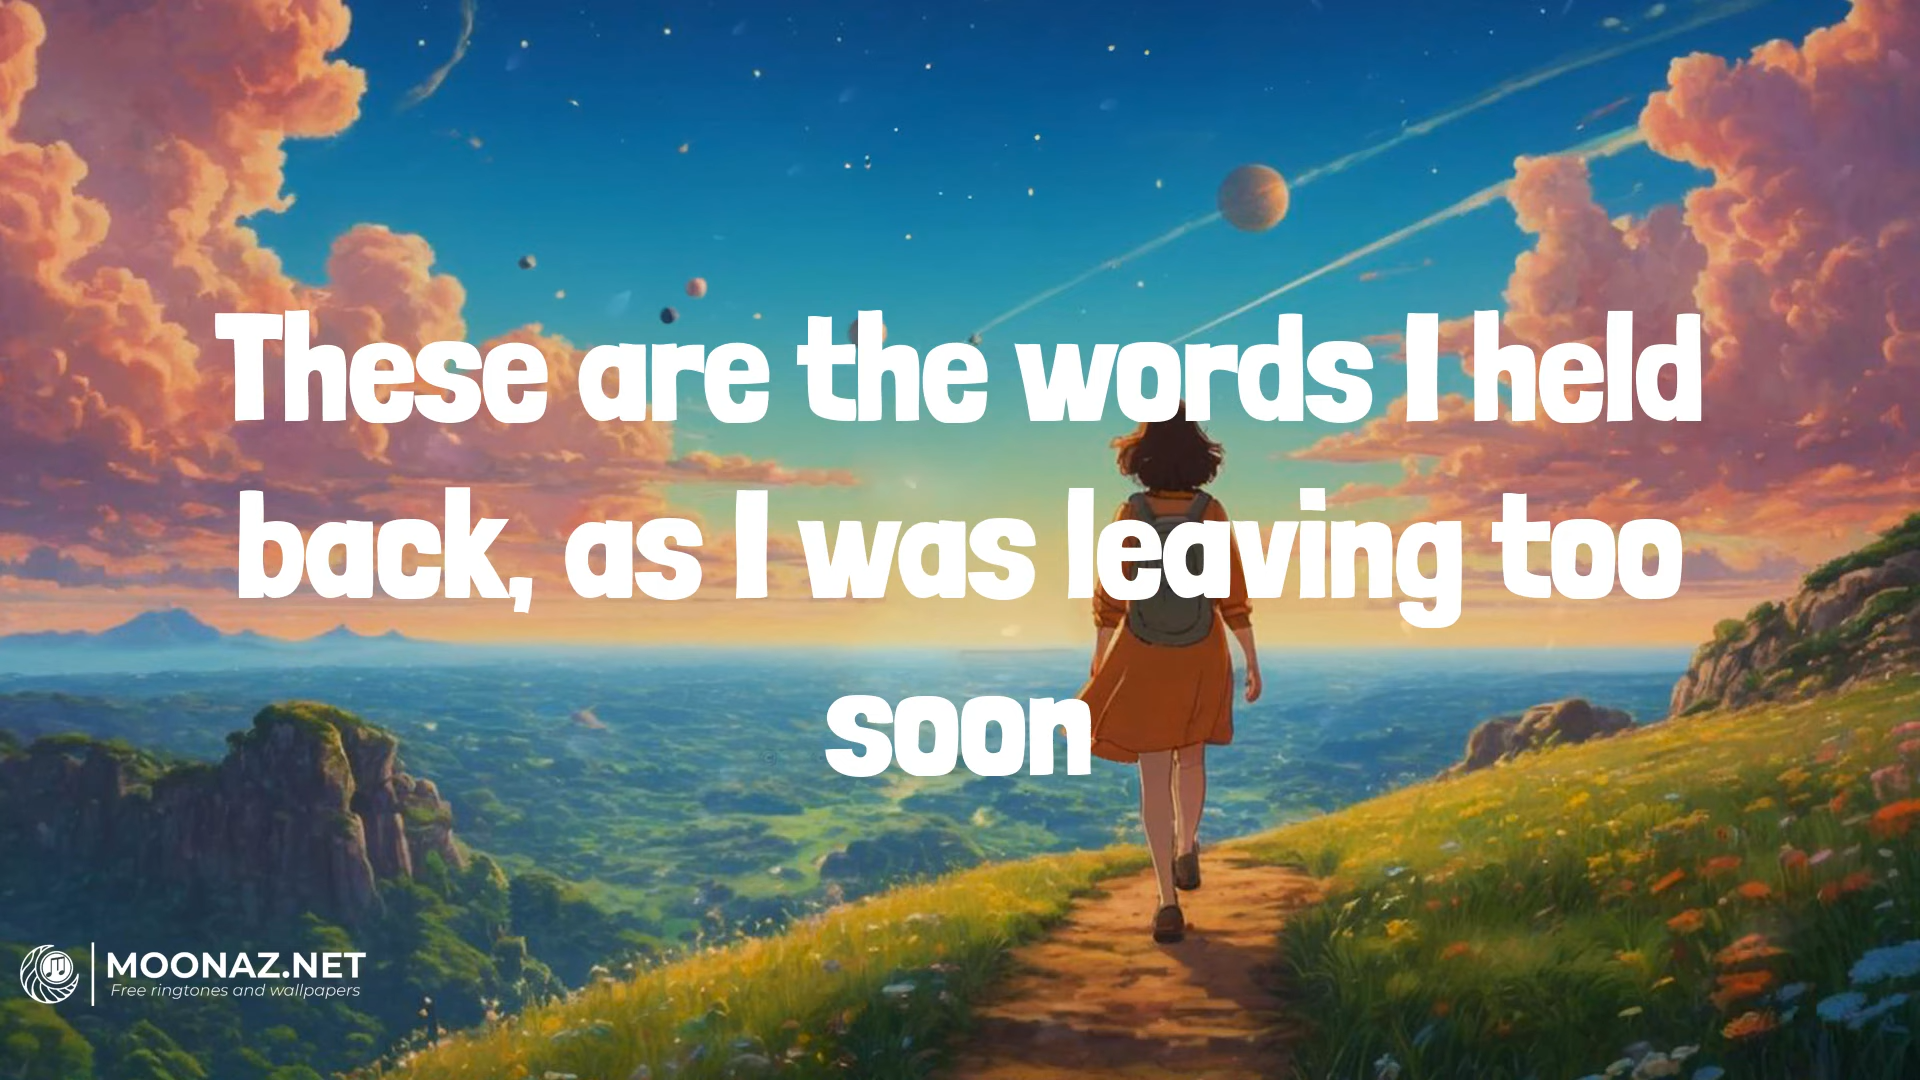 These are the words I held
back, as I was leaving too
soon
MOONAZ.NET
Free ringtones and wallpapers